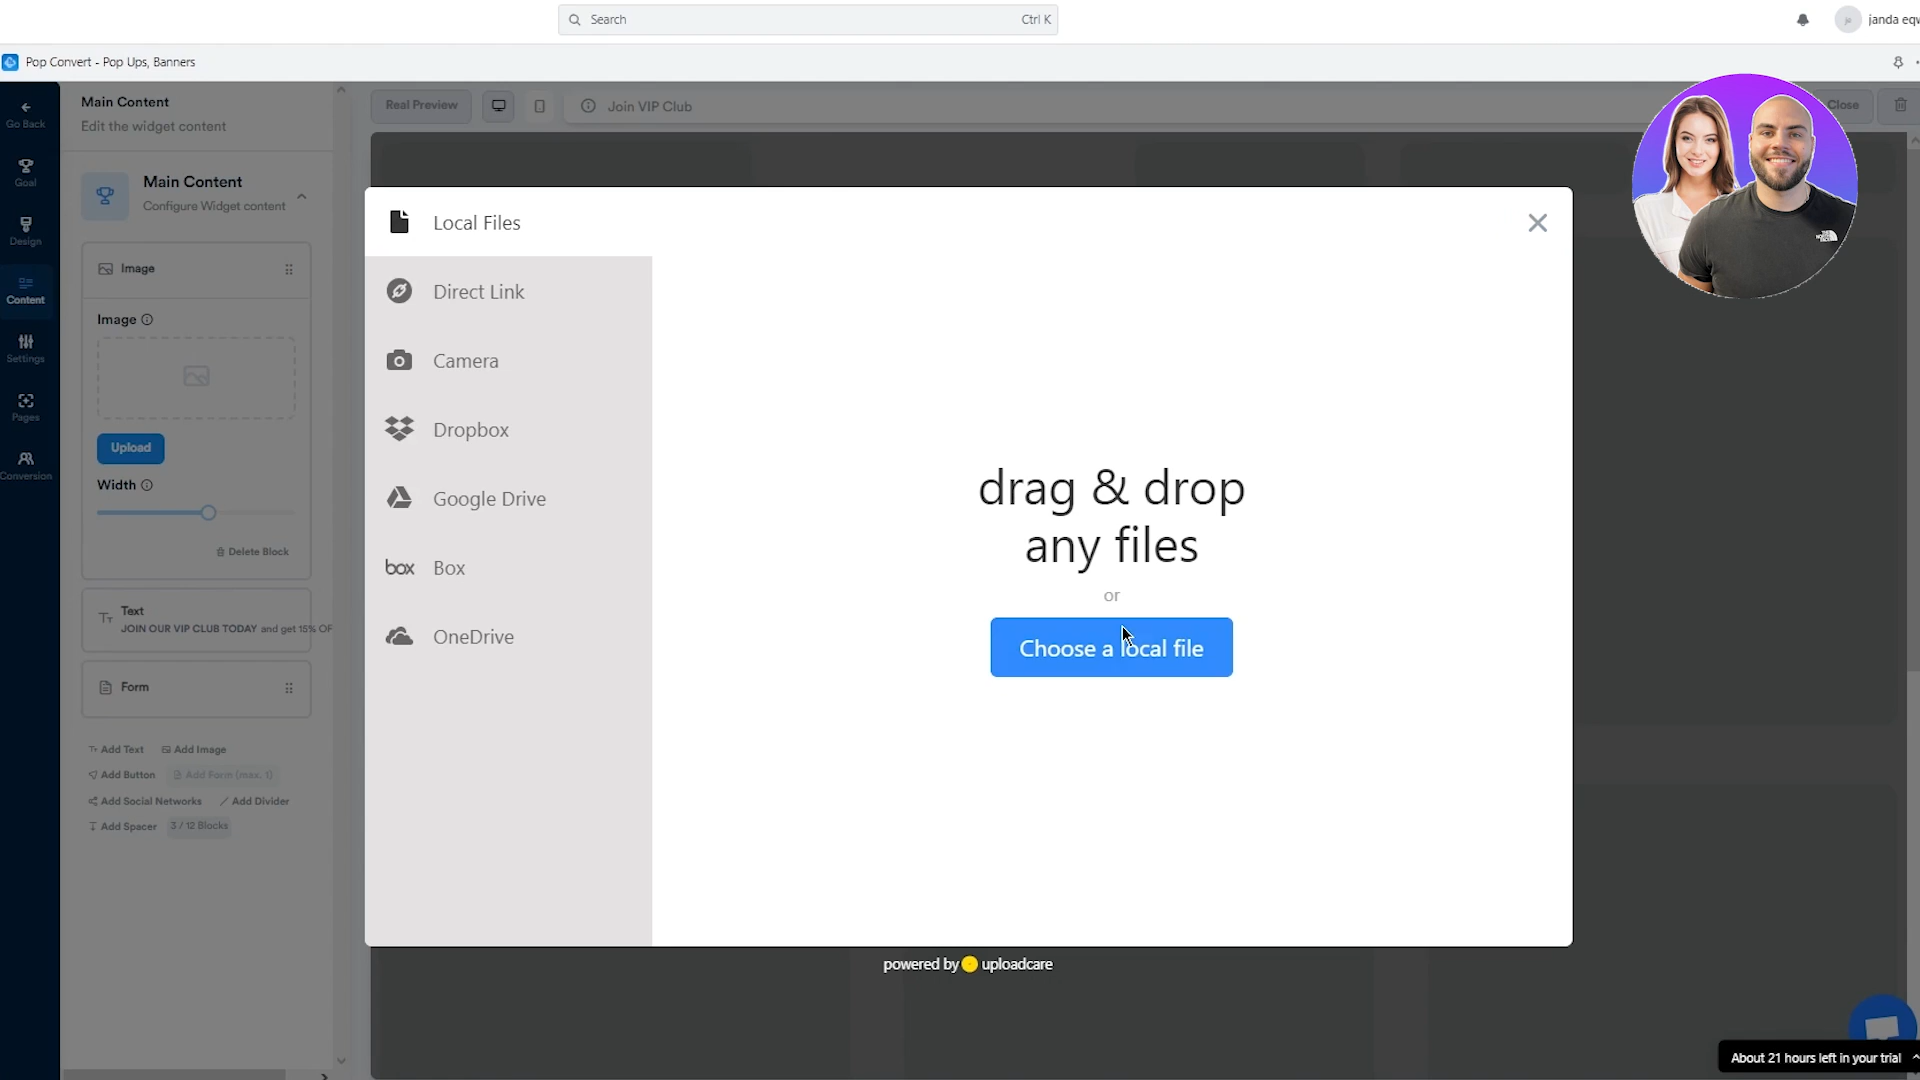 Search
Ctrl K
janda eqw
Pop Convert - Pop Ups, Banners
Go Back
Goal
Design
Content
Settings
Pages
Conversion
Main Content
Edit the widget content
Main Content
Configure Widget content
Image
Image
Upload
Width
Delete Block
Text
JOIN OUR VIP CLUB TODAY and get 15% OF
Form
Add Text
Add Image
Add Button
Add Form (max. 1)
Add Social Networks
Add Divider
Add Spacer
3 / 12 Blocks
Real Preview
Join VIP Club
Close
Local Files
Direct Link
Camera
Dropbox
Google Drive
box Box
OneDrive
drag & drop
any files
or
Choose a local file
powered by uploadcare
THE NORTH FACE
About 21 hours left in your trial